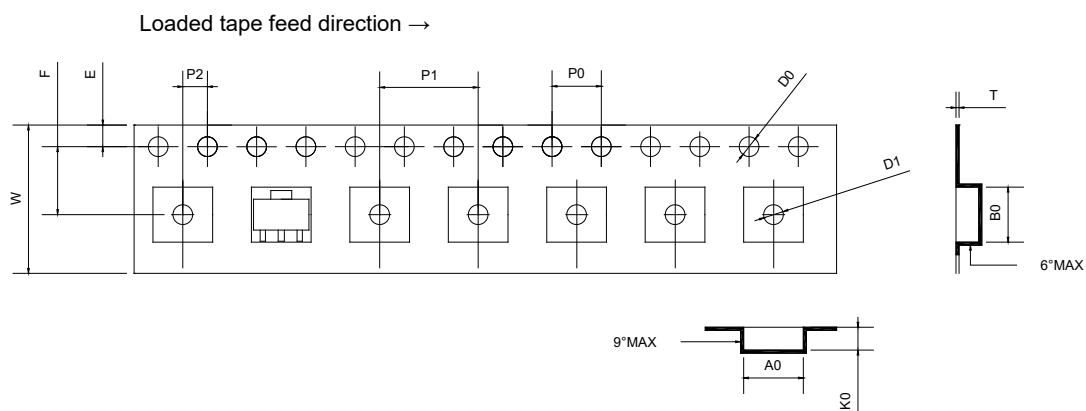 Loaded tape feed direction →
F
E
P2
P1
P0
D0
T
D1
W
B0
6°MAX
9°MAX
A0
K0